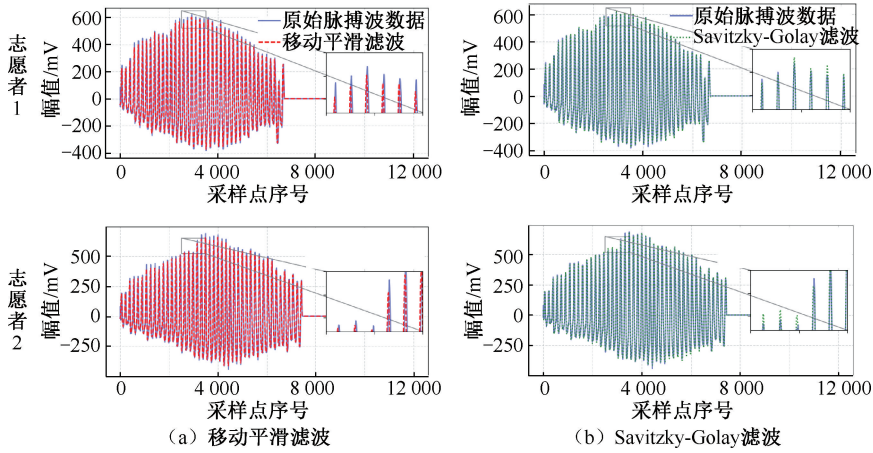 志愿者1
幅值/mV
600
400
200
0
−200
−400
原始脉搏波数据
移动平滑滤波
0
4 000
8 000
12 000
采样点序号
幅值/mV
600
400
200
0
−200
−400
原始脉搏波数据
Savitzky-Golay滤波
0
4 000
8 000
12 000
采样点序号
志愿者2
幅值/mV
500
250
0
−250
0
4 000
8 000
12 000
采样点序号
幅值/mV
500
250
0
−250
0
4 000
8 000
12 000
采样点序号
（a）移动平滑滤波
（b）Savitzky-Golay滤波